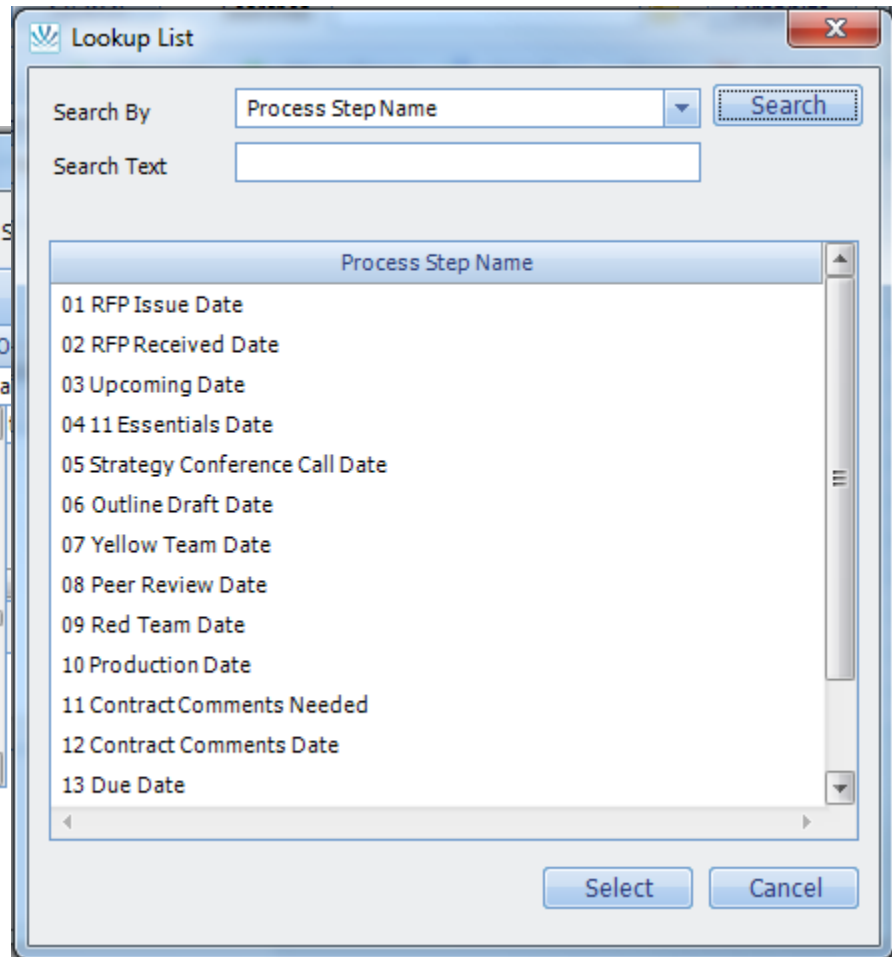 Lookup List
Search By
Process Step Name
Search
Search Text
Process Step Name
01 RFP Issue Date
02 RFP Received Date
03 Upcoming Date
04 11 Essentials Date
05 Strategy Conference Call Date
06 Outline Draft Date
07 Yellow Team Date
08 Peer Review Date
09 Red Team Date
10 Production Date
11 Contract Comments Needed
12 Contract Comments Date
13 Due Date
Select Cancel